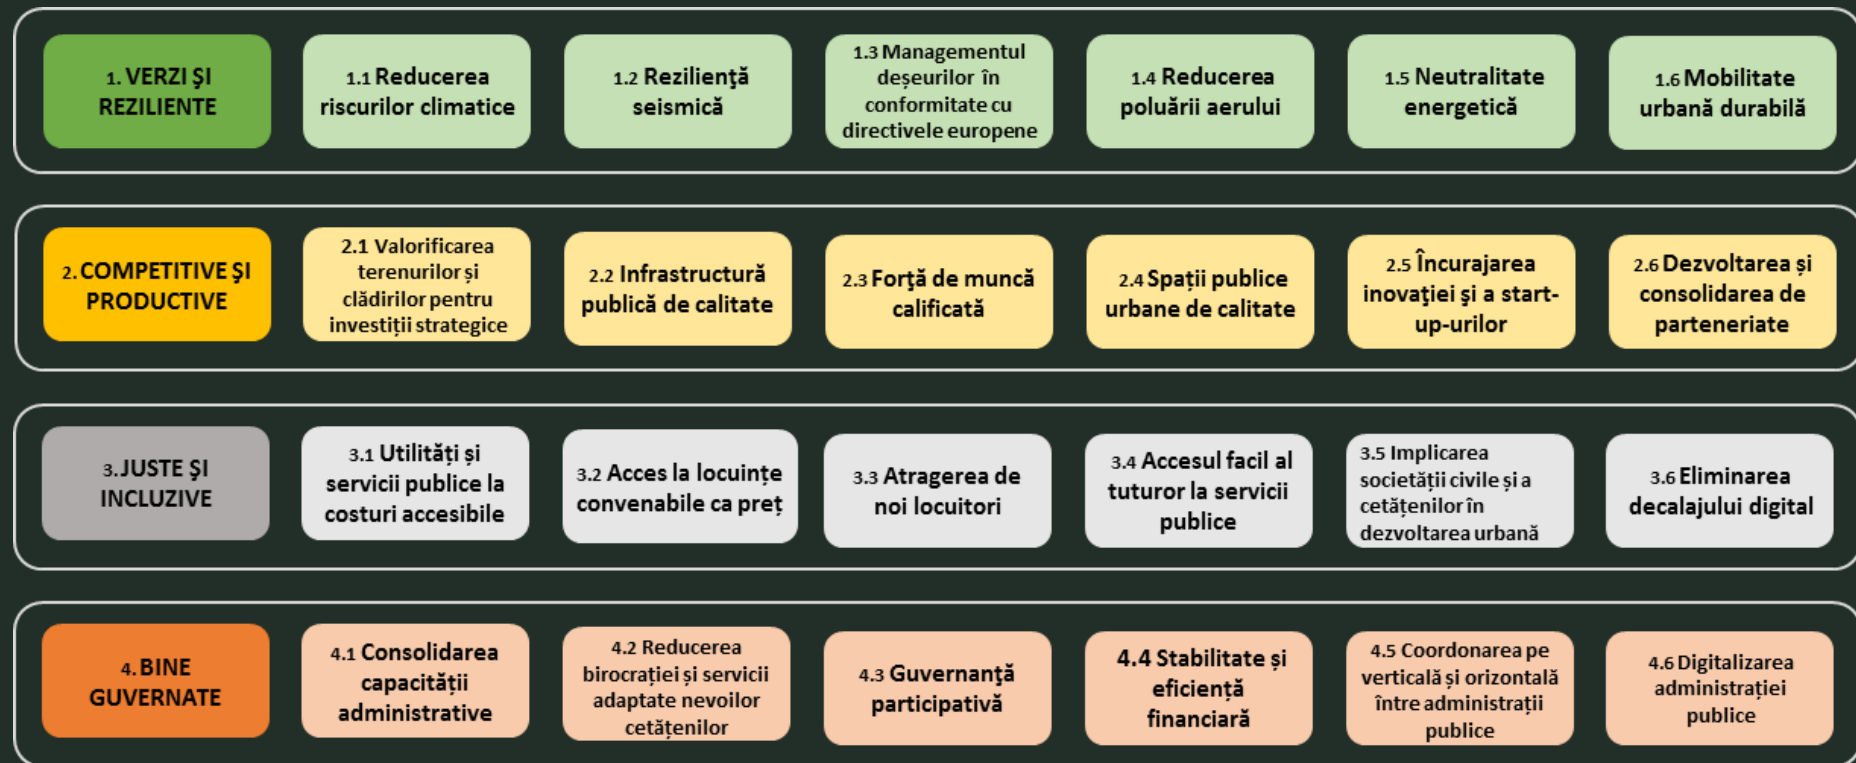 1. VERZI ŞI
REZILIENTE
1.1 Reducerea
riscurilor climatice
1.2 Rezilienţă
seismică
1.3 Managementul
deșeurilor în
conformitate cu
directivele europene
1.4 Reducerea
poluării aerului
1.5 Neutralitate
energetică
1.6 Mobilitate
urbană durabilă
2. COMPETITIVE ŞI
PRODUCTIVE
2.1 Valorificarea
terenurilor și
clădirilor pentru
investiții strategice
2.2 Infrastructură
publică de calitate
2.3 Forţă de muncă
calificată
2.4 Spații publice
urbane de calitate
2.5 Încurajarea
inovaţiei şi a start-
up-urilor
2.6 Dezvoltarea și
consolidarea de
parteneriate
3.JUSTE ŞI
INCLUZIVE
3.1 Utilități și
servicii publice la
costuri accesibile
3.2 Acces la locuințe
convenabile ca preț
3.3 Atragerea de
noi locuitori
3.4 Accesul facil al
tuturor la servicii
publice
3.5 Implicarea
societății civile și a
cetățenilor în
dezvoltarea urbană
3.6 Eliminarea
decalajului digital
4. BINE
GUVERNATE
4.1 Consolidarea
capacității
administrative
4.2 Reducerea
birocrației și servicii
adaptate nevoilor
cetățenilor
4.3 Guvernanţă
participativă
4.4 Stabilitate și
eficiență
financiară
4.5 Coordonarea pe
verticală și orizontală
între administrații
publice
4.6 Digitalizarea
administrației
publice